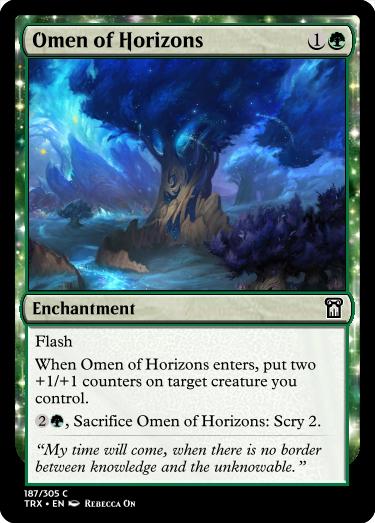 Omen of Horizons 1
Enchantment
Flash
When Omen of Horizons enters, put two
+1/+1 counters on target creature you
control.
2, Sacrifice Omen of Horizons: Scry 2.
“My time will come, when there is no border
between knowledge and the unknowable.”
187/305 C
TRX • EN Rebecca On